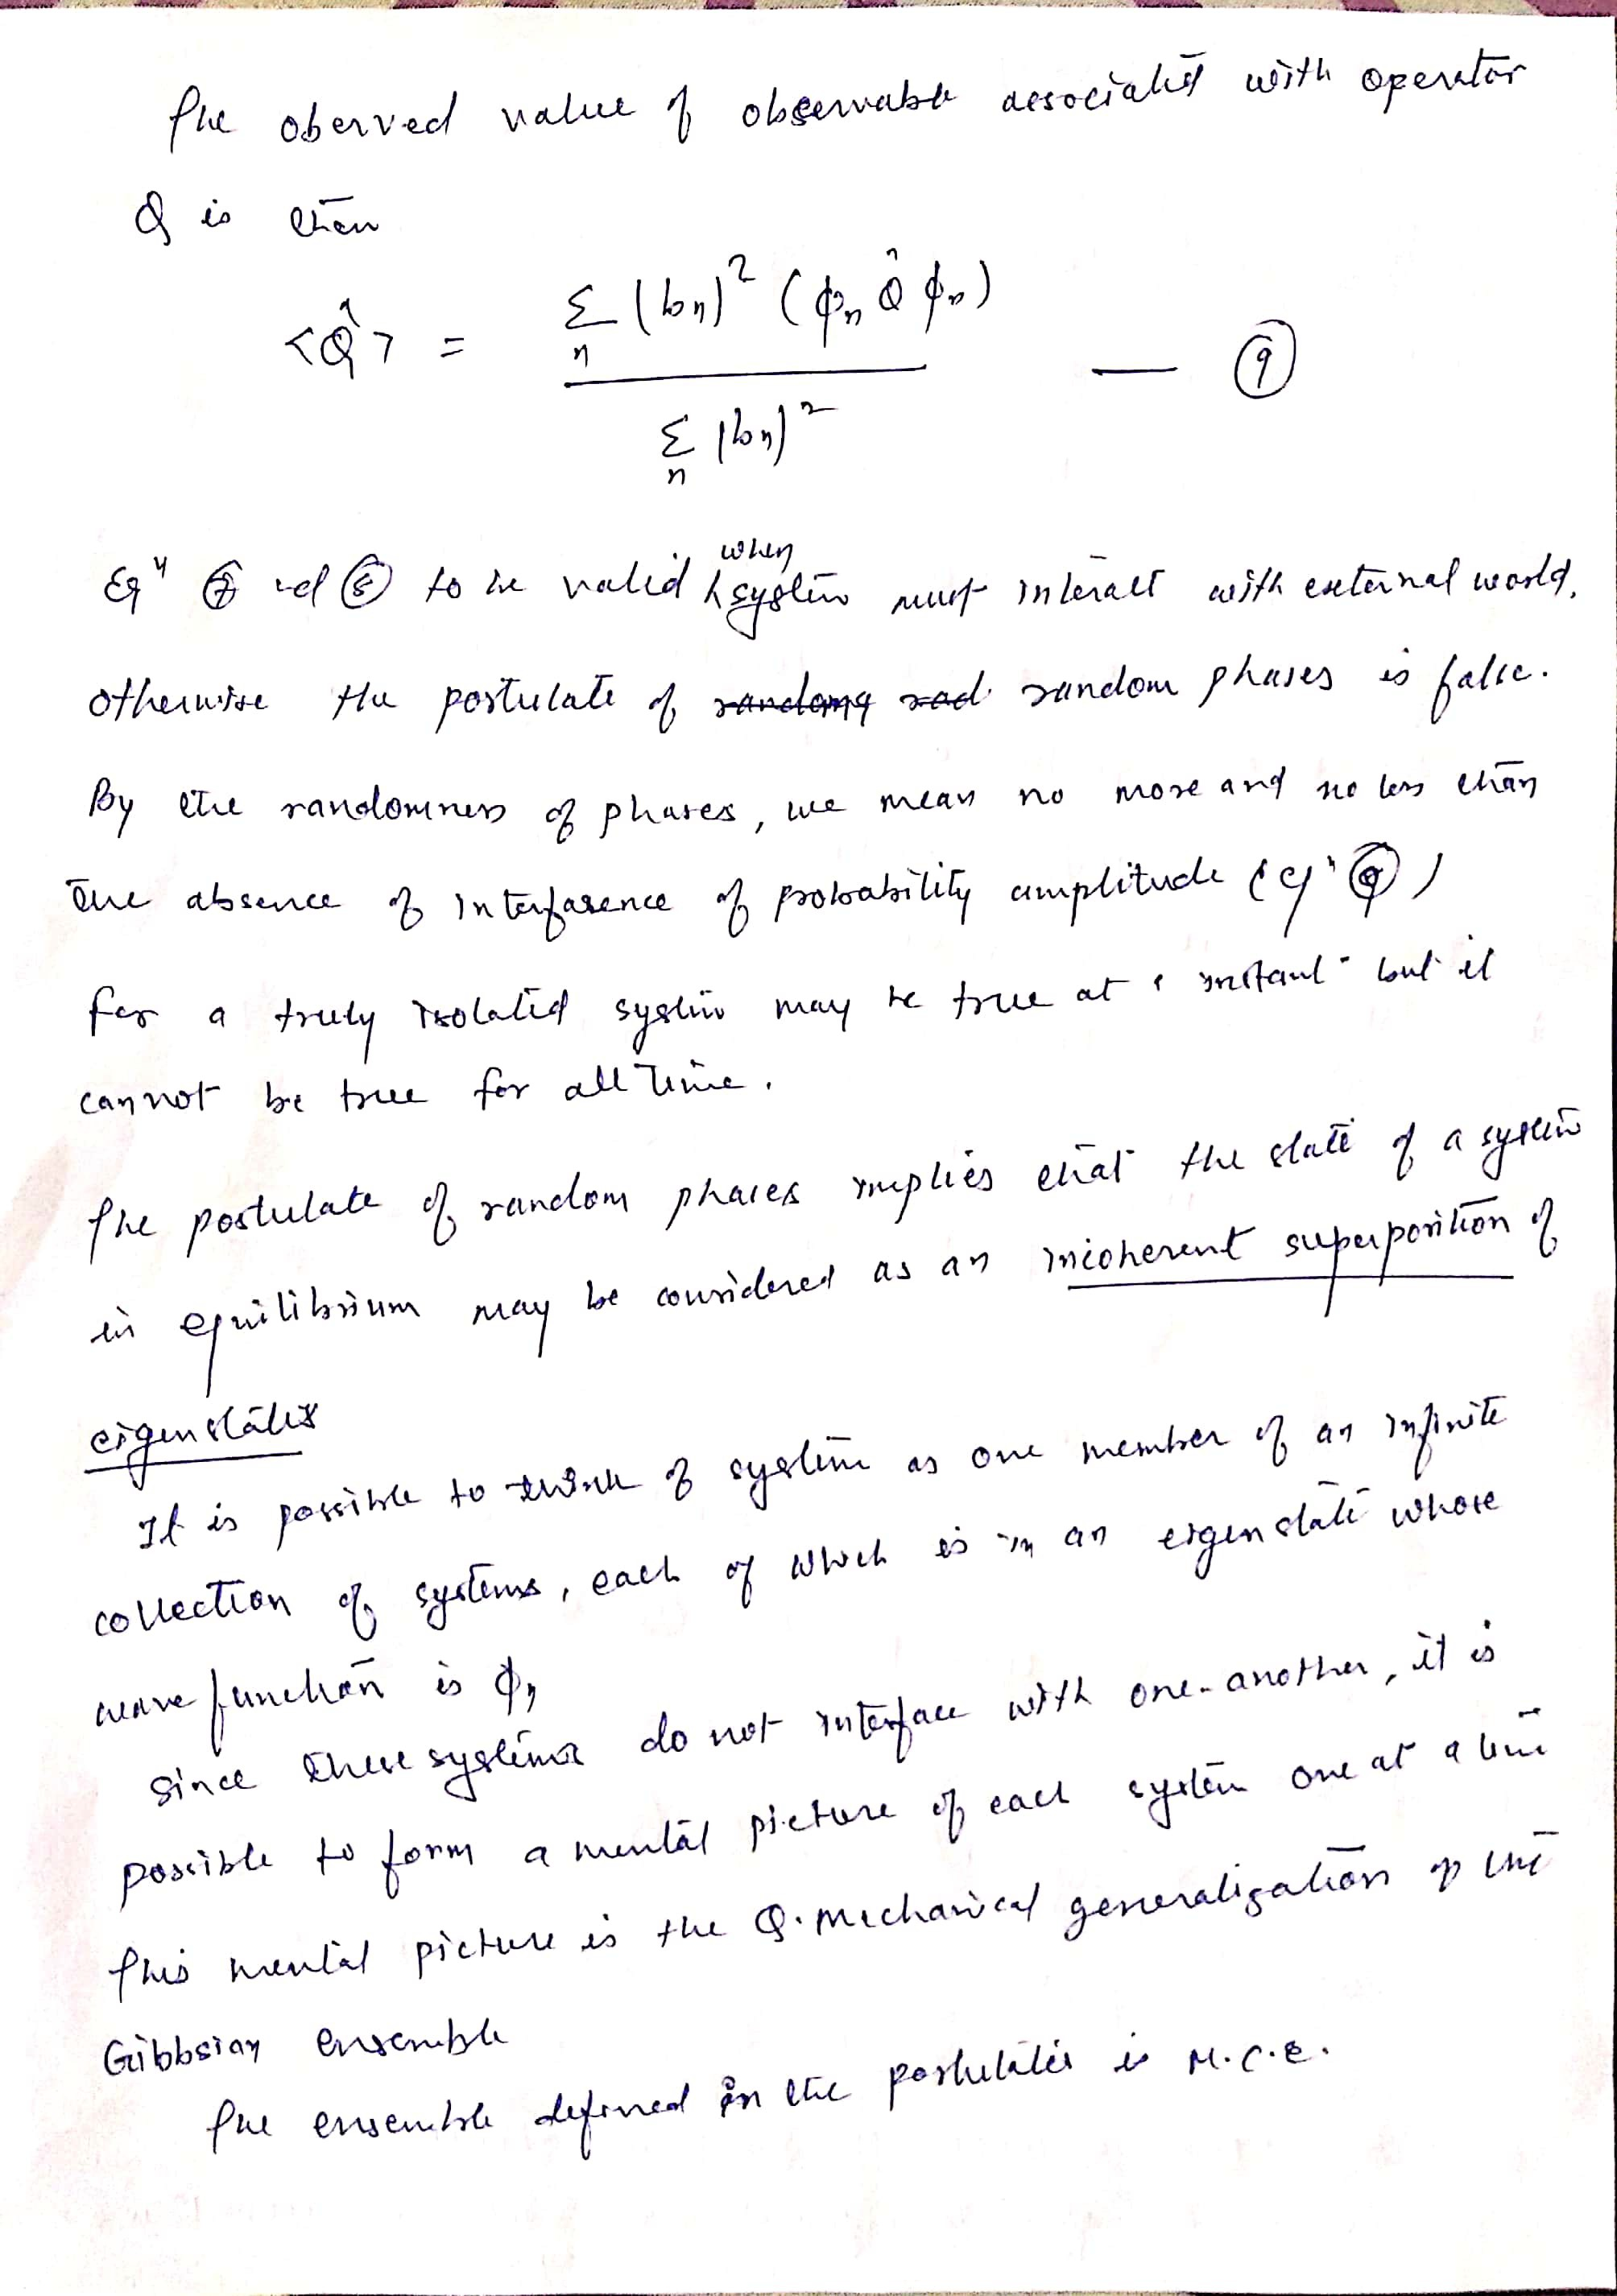 The oberved value of observable associated with operator
Q is then
<Q̂> = Σn |bn|² (ϕn Q̂ ϕn) / Σn |bn|² — ⑨
Eqn ⑦ and ⑧ to be valid when system must interact with external world.
otherwise the postulate of random phases is false.
By the randomness of phases, we mean no more and no less than
the absence of interfarence of probability amplitude (eqn ⑨)
for a truly isolated system may be true at a instant but it
cannot be true for all time.
The postulate of random phases implies that the state of a system
in equilibrium may be considered as an incoherent superposition of
eigenstates
It is possible to think of system as one member of an infinite
collection of systems, each of which is in an eigen state whose
wave function is ϕn
Since these systems do not interface with one-another, it is
possible to form a mental picture of each system one at a time
This mental picture is the Q. Mechanical generalization of the
Gibbsian ensemble
The ensemble defined in the postulates is M.C.E.